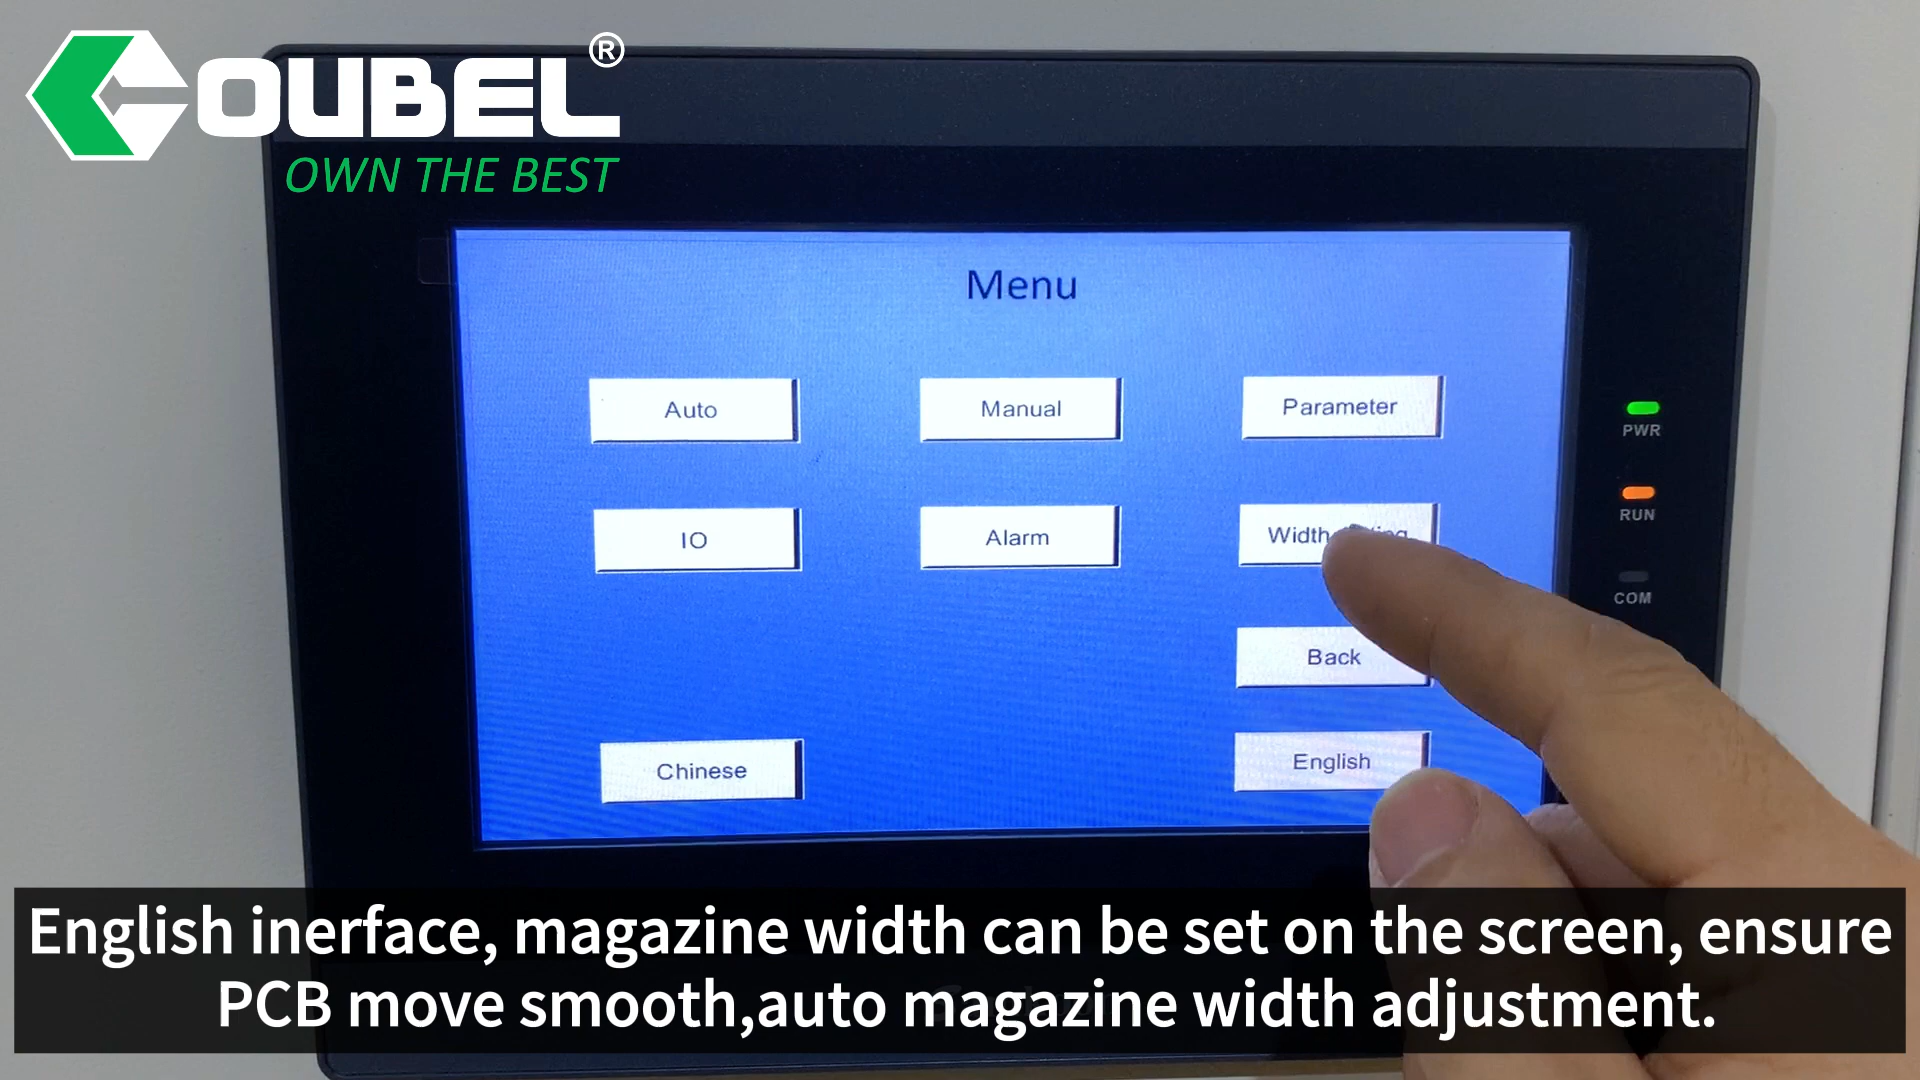 COUBEL®
OWN THE BEST
Menu
Auto
Manual
Parameter
IO
Alarm
Width
Back
Chinese
English
PWR
RUN
COM
English inerface, magazine width can be set on the screen, ensure
PCB move smooth,auto magazine width adjustment.